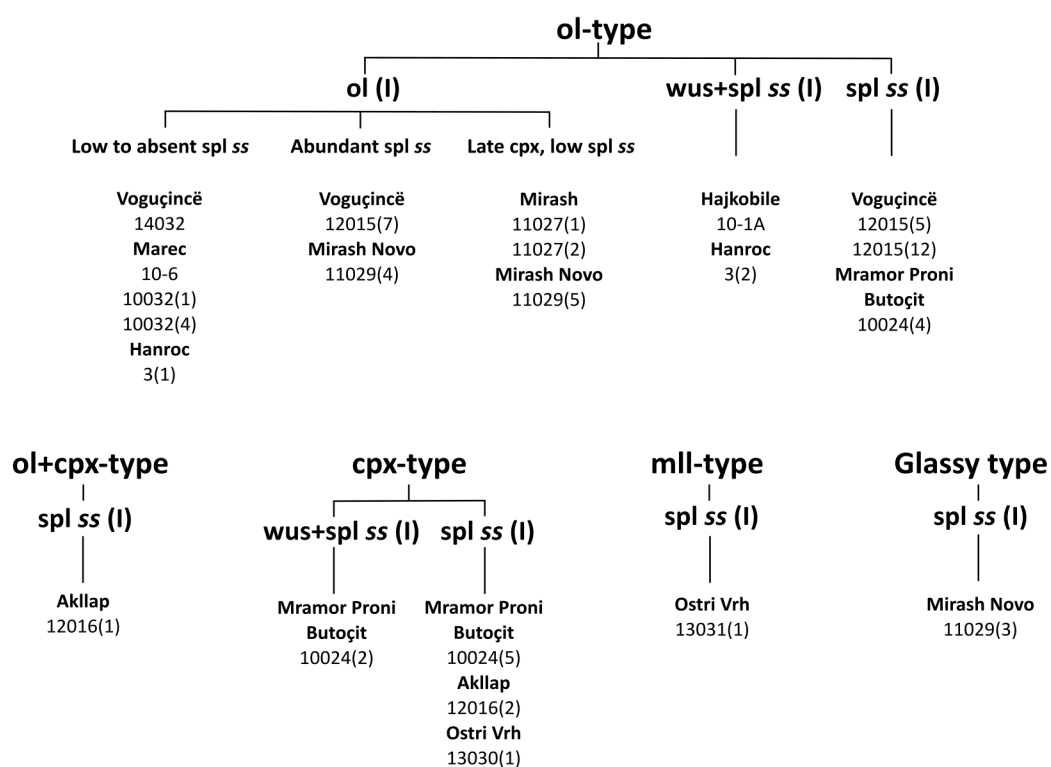 ol-type
ol (I)
wus+spl ss (I)
spl ss (I)
Low to absent spl ss
Abundant spl ss
Late cpx, low spl ss
Voguçincë
14032
Marec
10-6
10032(1)
10032(4)
Hanroc
3(1)
Voguçincë
12015(7)
Mirash Novo
11029(4)
Mirash
11027(1)
11027(2)
Mirash Novo
11029(5)
Hajkobile
10-1A
Hanroc
3(2)
Voguçincë
12015(5)
12015(12)
Mramor Proni
Butoçit
10024(4)
ol+cpx-type
spl ss (I)
Akllap
12016(1)
cpx-type
wus+spl ss (I)
spl ss (I)
Mramor Proni
Butoçit
10024(2)
Mramor Proni
Butoçit
10024(5)
Akllap
12016(2)
Ostri Vrh
13030(1)
mll-type
spl ss (I)
Ostri Vrh
13031(1)
Glassy type
spl ss (I)
Mirash Novo
11029(3)